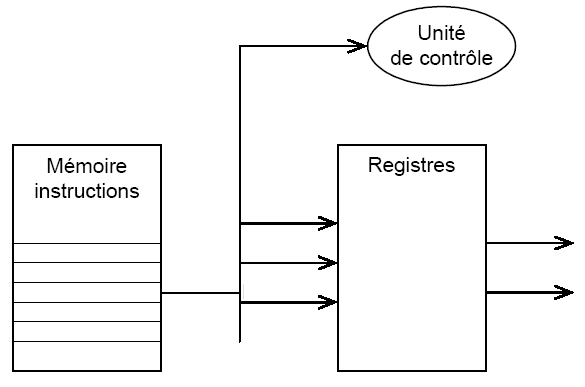 Unité
de contrôle
Mémoire
instructions
Registres